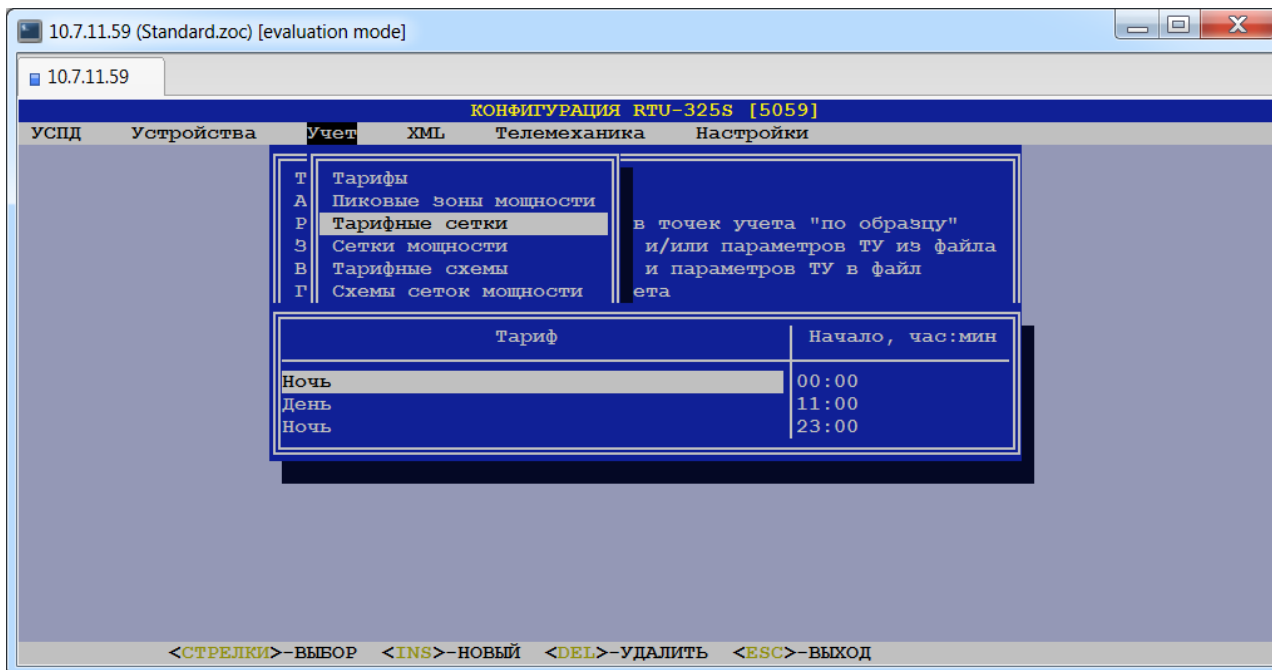 10.7.11.59 (Standard.zoc) [evaluation mode]
10.7.11.59
КОНФИГУРАЦИЯ RTU-325S [5059]
УСПД Устройства Учет XML Телемеханика Настройки
Т Тарифы
А Пиковые зоны мощности
Р Тарифные сетки в точек учета "по образцу"
З Сетки мощности и/или параметров ТУ из файла
В Тарифные схемы и параметров ТУ в файл
Г Схемы сеток мощности ета
Тариф Начало, час:мин
Ночь 00:00
День 11:00
Ночь 23:00
<СТРЕЛКИ>-ВЫБОР <INS>-НОВЫЙ <DEL>-УДАЛИТЬ <ESC>-ВЫХОД